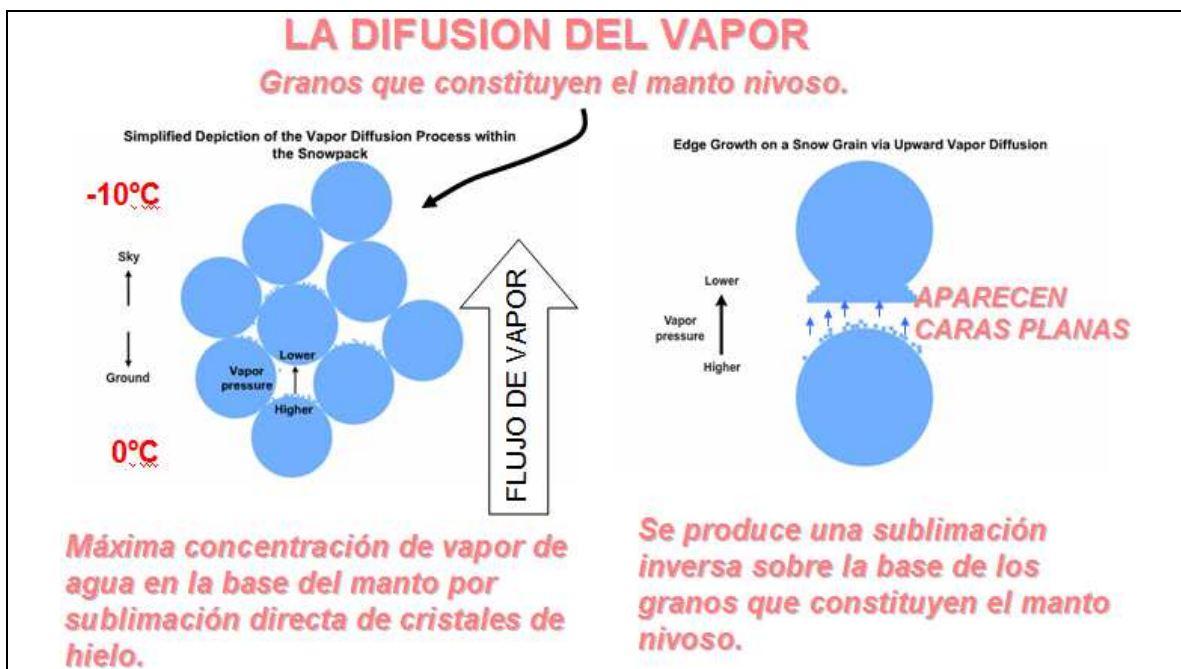 LA DIFUSION DEL VAPOR
Granos que constituyen el manto nivoso.
Simplified Depiction of the Vapor Diffusion Process within
the Snowpack
-10ºC
Sky
Ground
0ºC
Vapor
pressure
Lower
Higher
FLUJO DE VAPOR
Edge Growth on a Snow Grain via Upward Vapor Diffusion
Lower
Vapor
pressure
Higher
APARECEN
CARAS PLANAS
Máxima concentración de vapor de
agua en la base del manto por
sublimación directa de cristales de
hielo.
Se produce una sublimación
inversa sobre la base de los
granos que constituyen el manto
nivoso.